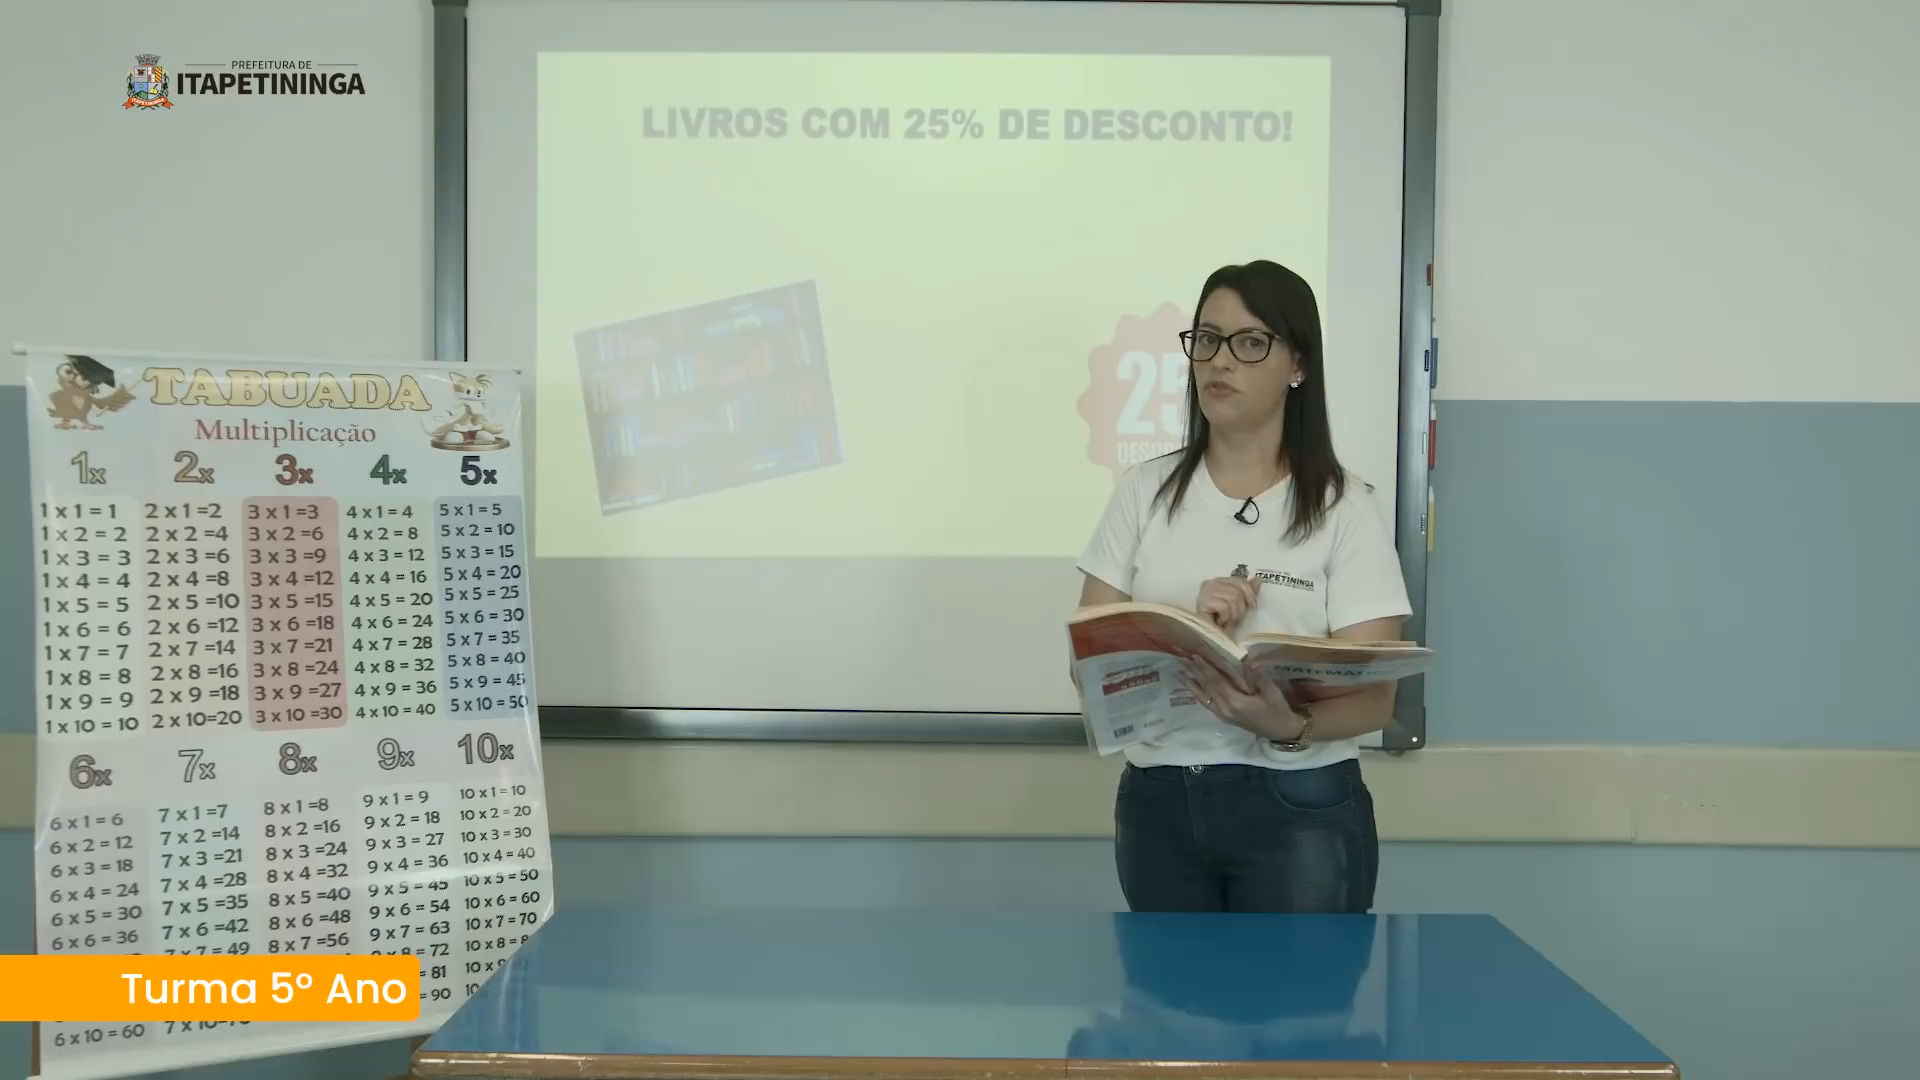 PREFEITURA DE
ITAPETININGA
LIVROS COM 25% DE DESCONTO!
25
TABUADA
Multiplicação
1x 2x 3x 4x 5x
1 x 1 = 1 2 x 1 =2 3 x 1 =3 4 x 1 = 4 5 x 1 = 5
1 x 2 = 2 2 x 2 =4 3 x 2 =6 4 x 2 = 8 5 x 2 = 10
1 x 3 = 3 2 x 3 =6 3 x 3 =9 4 x 3 = 12 5 x 3 = 15
1 x 4 = 4 2 x 4 =8 3 x 4 =12 4 x 4 = 16 5 x 4 = 20
1 x 5 = 5 2 x 5 =10 3 x 5 =15 4 x 5 = 20 5 x 5 = 25
1 x 6 = 6 2 x 6 =12 3 x 6 =18 4 x 6 = 24 5 x 6 = 30
1 x 7 = 7 2 x 7 =14 3 x 7 =21 4 x 7 = 28 5 x 7 = 35
1 x 8 = 8 2 x 8 =16 3 x 8 =24 4 x 8 = 32 5 x 8 = 40
1 x 9 = 9 2 x 9 =18 3 x 9 =27 4 x 9 = 36 5 x 9 = 45
1 x 10 = 10 2 x 10=20 3 x 10 =30 4 x 10 = 40 5 x 10 = 50
6x 7x 8x 9x 10x
6 x 1 = 6 7 x 1 =7 8 x 1 =8 9 x 1 = 9 10 x 1 = 10
6 x 2 = 12 7 x 2 =14 8 x 2 =16 9 x 2 = 18 10 x 2 = 20
6 x 3 = 18 7 x 3 =21 8 x 3 =24 9 x 3 = 27 10 x 3 = 30
6 x 4 = 24 7 x 4 =28 8 x 4 =32 9 x 4 = 36 10 x 4 = 40
6 x 5 = 30 7 x 5 =35 8 x 5 =40 9 x 5 = 45 10 x 5 = 50
6 x 6 = 36 7 x 6 =42 8 x 6 =48 9 x 6 = 54 10 x 6 = 60
7 x 7 = 49 8 x 7 =56 9 x 7 = 63 10 x 7 = 70
= 72 10 x 8 =
= 81 10 x
= 90 10
6 x 10 = 60
ITAPETININGA
Turma 5º Ano